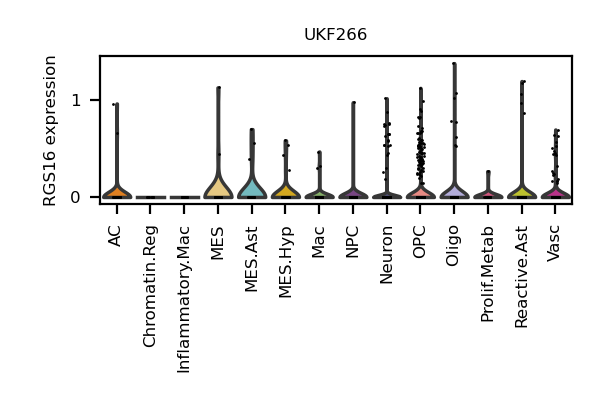 UKF266
RGS16 expression
1
0
AC
Chromatin.Reg
Inflammatory.Mac
MES
MES.Ast
MES.Hyp
Mac
NPC
Neuron
OPC
Oligo
Prolif.Metab
Reactive.Ast
Vasc